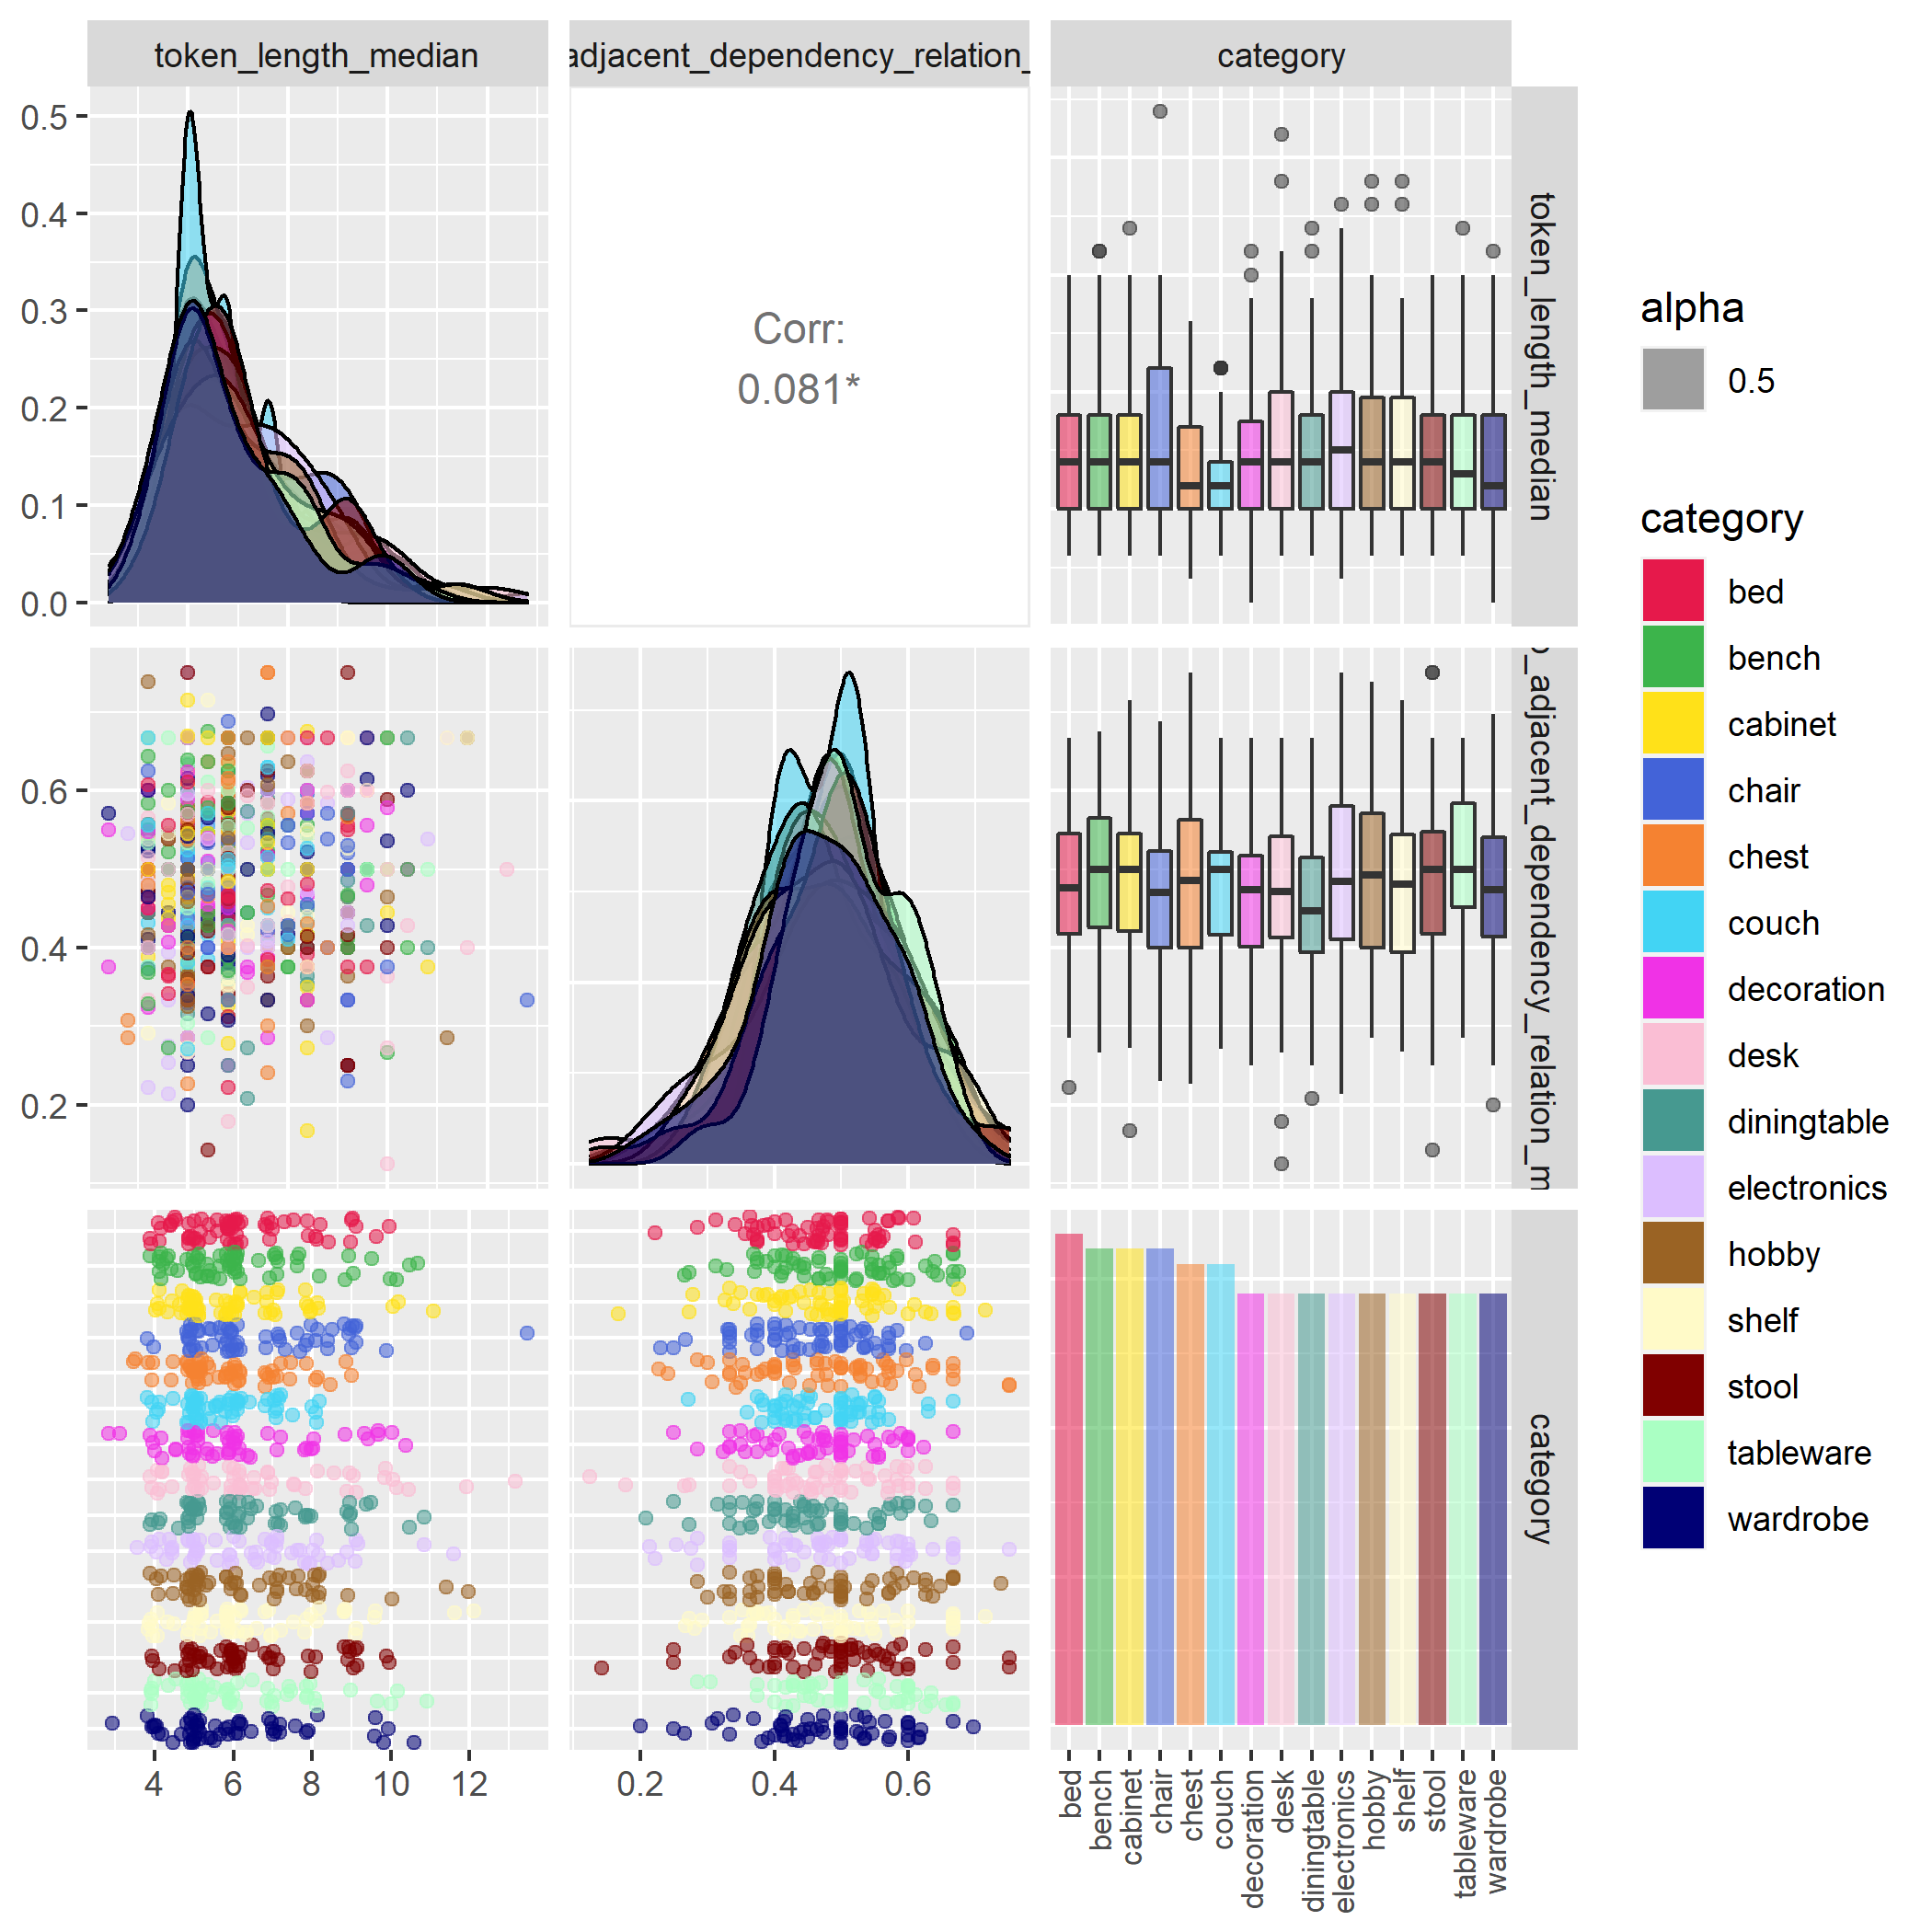 token_length_median
adjacent_dependency_relation_
category
0.5
0.4
0.3
0.2
0.1
0.0
Corr:
0.081*
token_length_median
alpha
0.5
category
bed
bench
cabinet
chair
chest
couch
decoration
desk
diningtable
electronics
hobby
shelf
stool
tableware
wardrobe
0.6
0.4
0.2
_adjacent_dependency_relation_m
category
4 6 8 10 12
0.2 0.4 0.6
bed
bench
cabinet
chair
chest
couch
decoration
desk
diningtable
electronics
hobby
shelf
stool
tableware
wardrobe